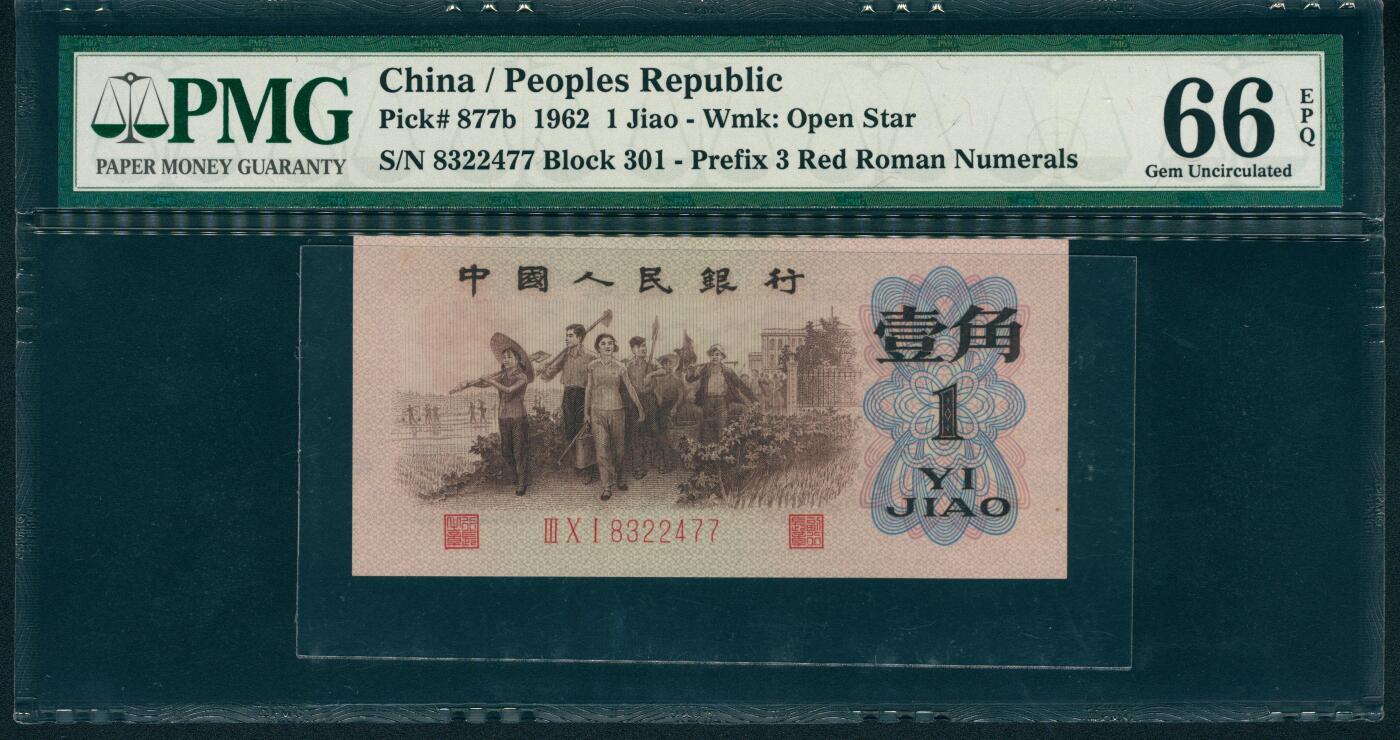 PMG
PAPER MONEY GUARANTY
China / Peoples Republic
Pick# 877b 1962 1 Jiao - Wmk: Open Star
S/N 8322477 Block 301 - Prefix 3 Red Roman Numerals
66
EPQ
Gem Uncirculated
中國人民銀行
壹角
1
YI
JIAO
III X I 8322477